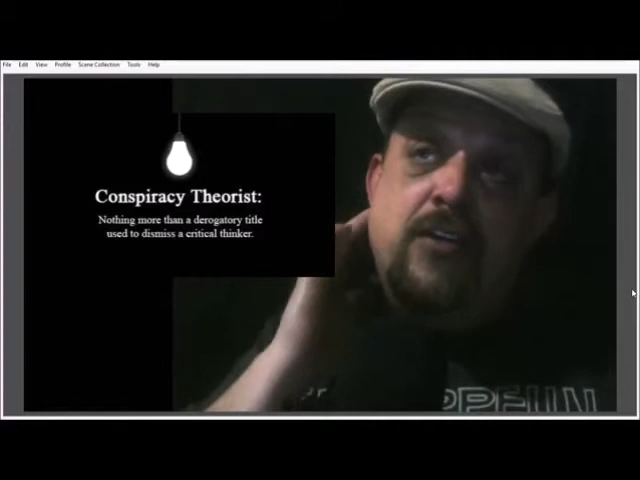 File Edit View Profile Scene Collection Tools Help
Conspiracy Theorist:
Nothing more than a derogatory title
used to dismiss a critical thinker.